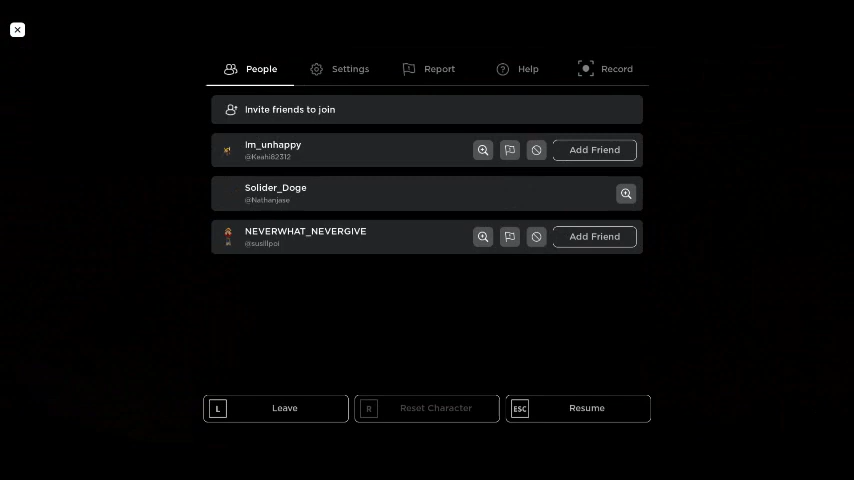 People
Settings
Report
Help
Record
Invite friends to join
Im_unhappy
@Keahi82312
Add Friend
Solider_Doge
@Nathanjase
NEVERWHAT_NEVERGIVE
@susillpoi
Add Friend
L Leave
R Reset Character
ESC Resume